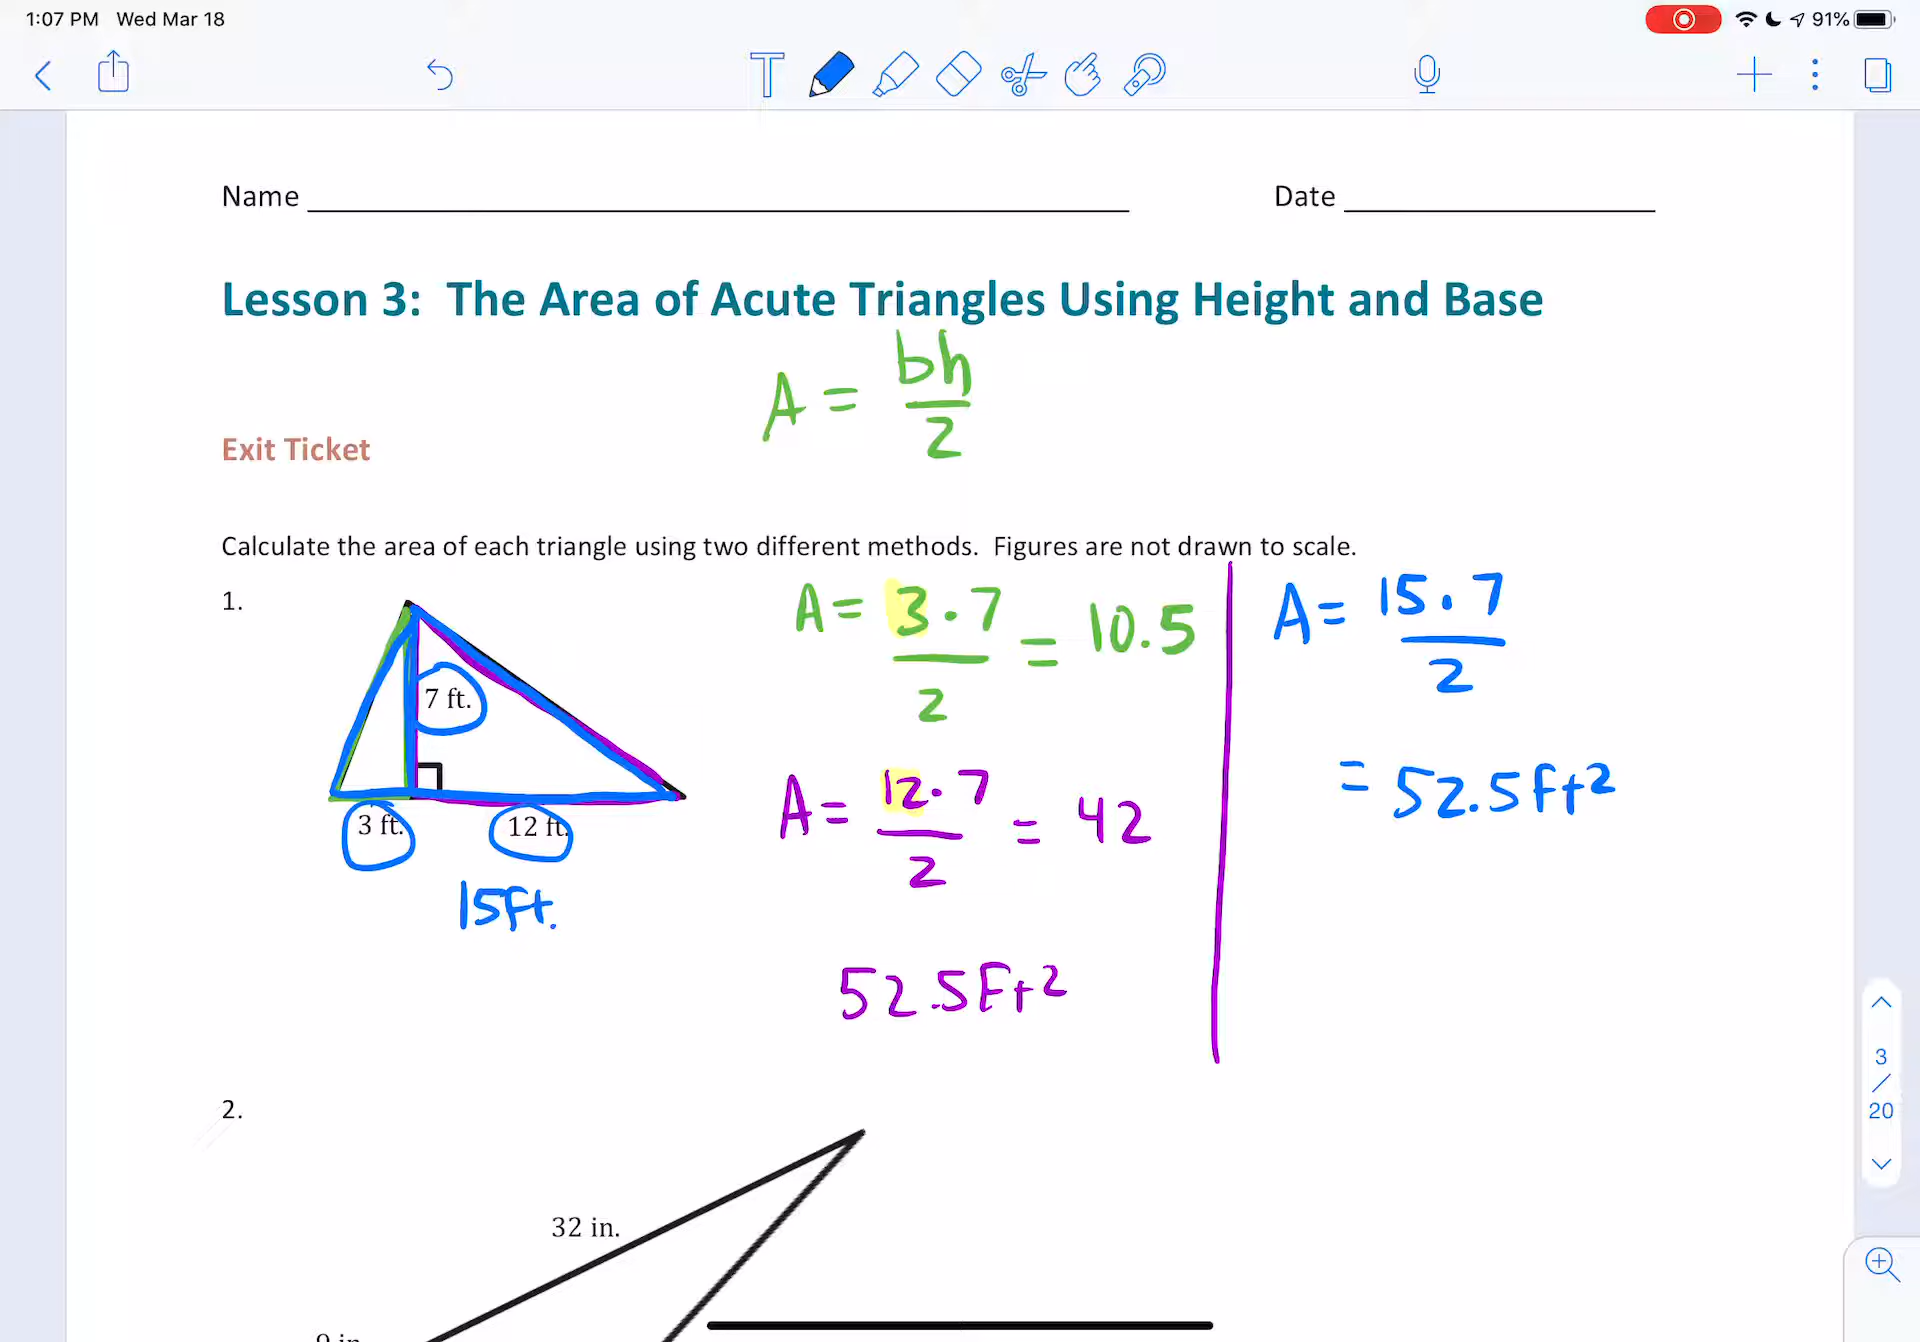 1:07 PM Wed Mar 18
91%
Name
Date
Lesson 3: The Area of Acute Triangles Using Height and Base
A = bh
2
Exit Ticket
Calculate the area of each triangle using two different methods. Figures are not drawn to scale.
1.
7 ft.
3 ft.
12 ft.
15ft.
A = 3 · 7
2
= 10.5
A = 12 · 7
2
= 42
52.5ft²
A = 15 · 7
2
= 52.5ft²
2.
32 in.
3
/
20